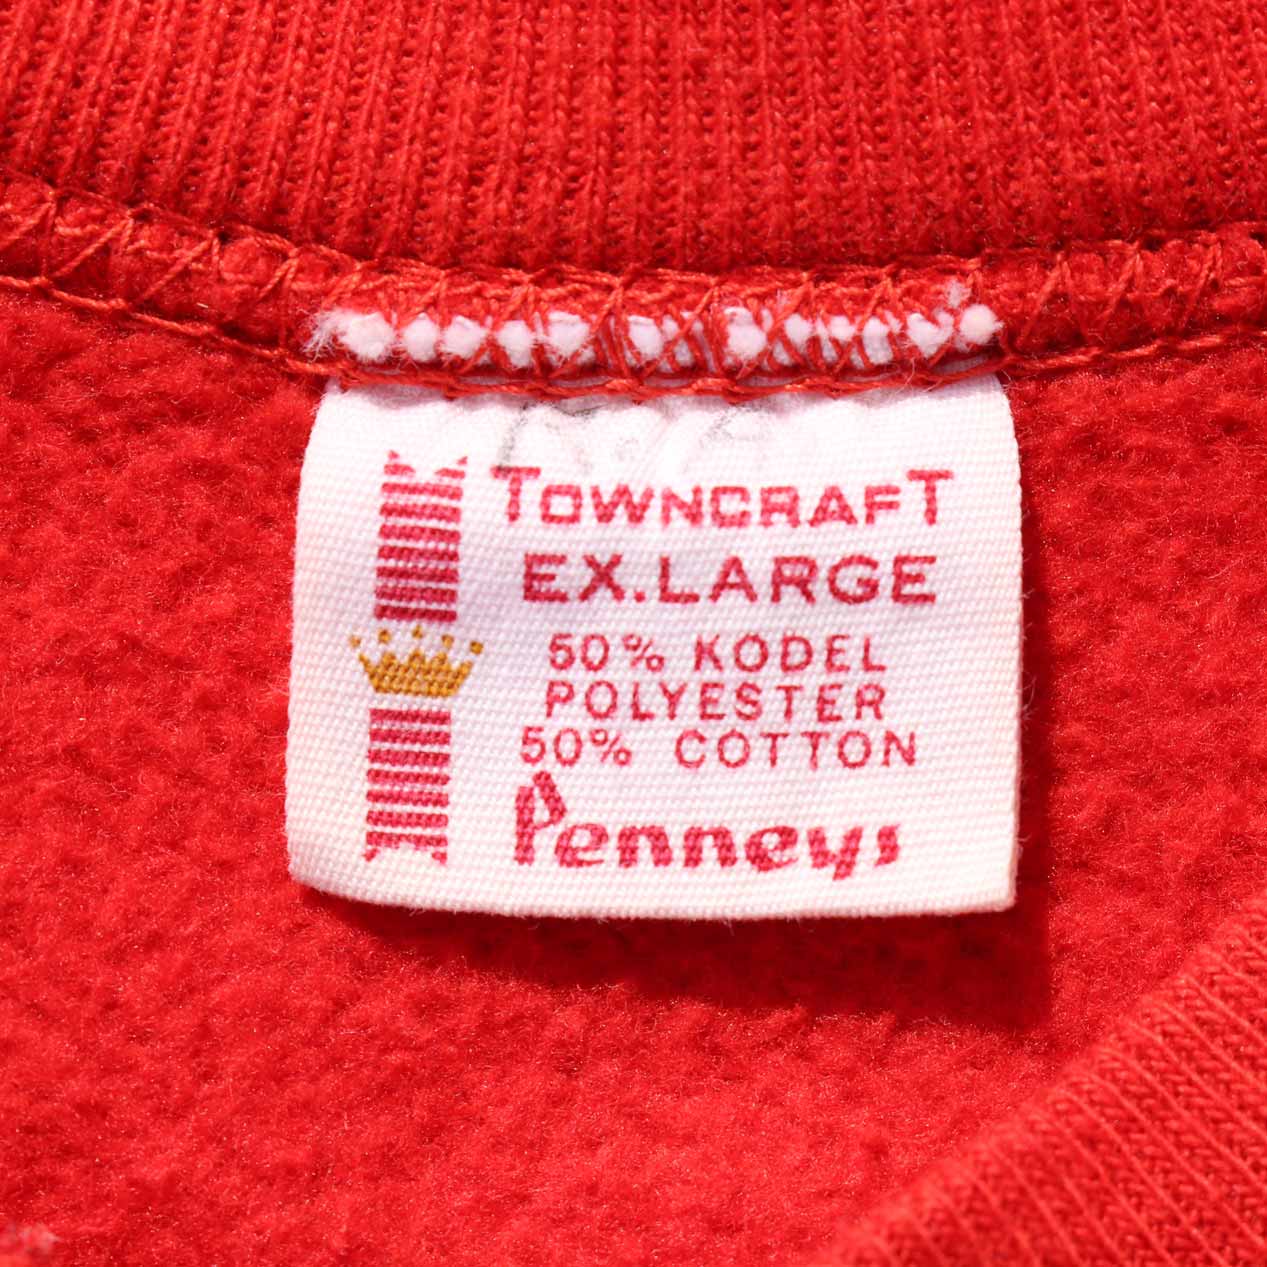 TOWNCRAFT
EX.LARGE
50% KODEL
POLYESTER
50% COTTON
Penneys